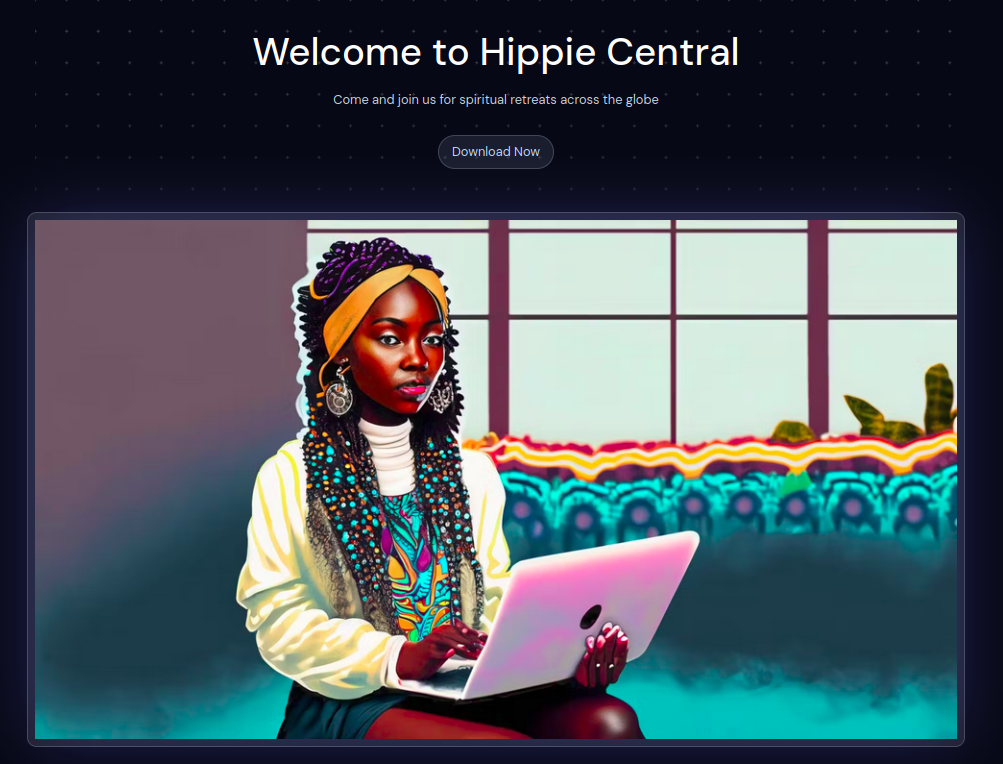 Welcome to Hippie Central
Come and join us for spiritual retreats across the globe
Download Now